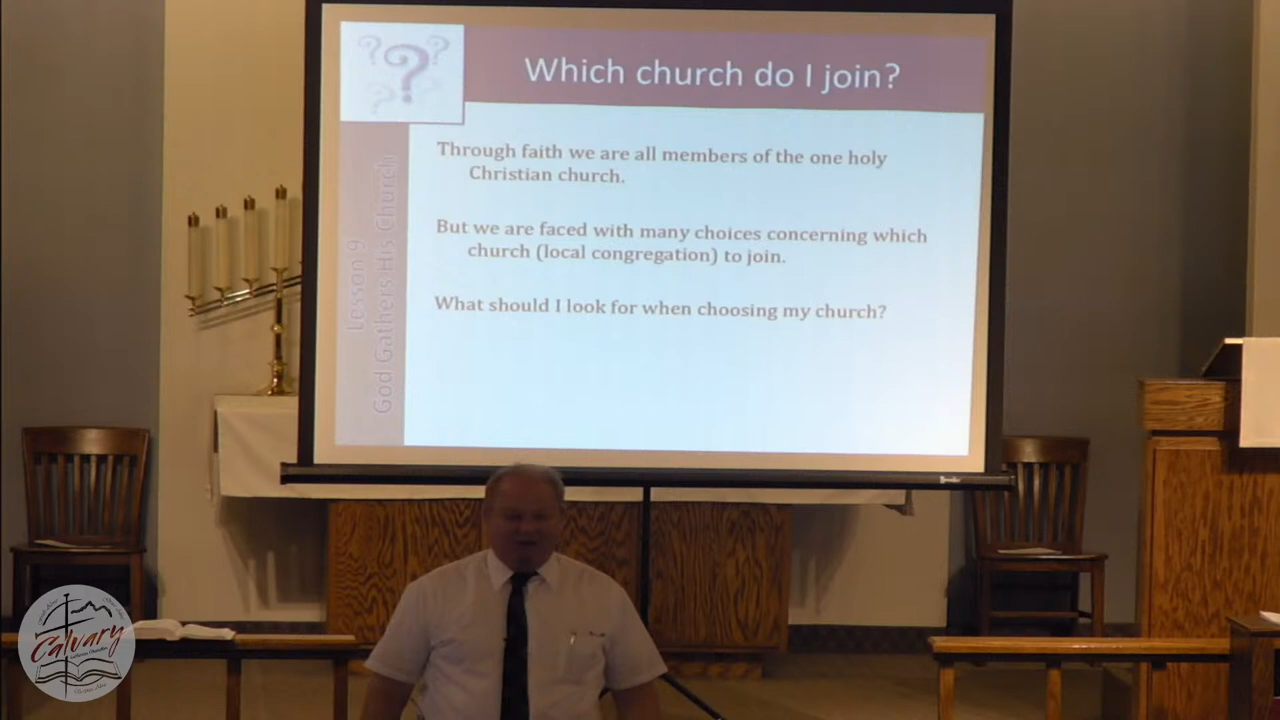 Which church do I join?
Through faith we are all members of the one holy
Christian church.
But we are faced with many choices concerning which
church (local congregation) to join.
What should I look for when choosing my church?
Lesson 9
God Gathers His Church
Calvary